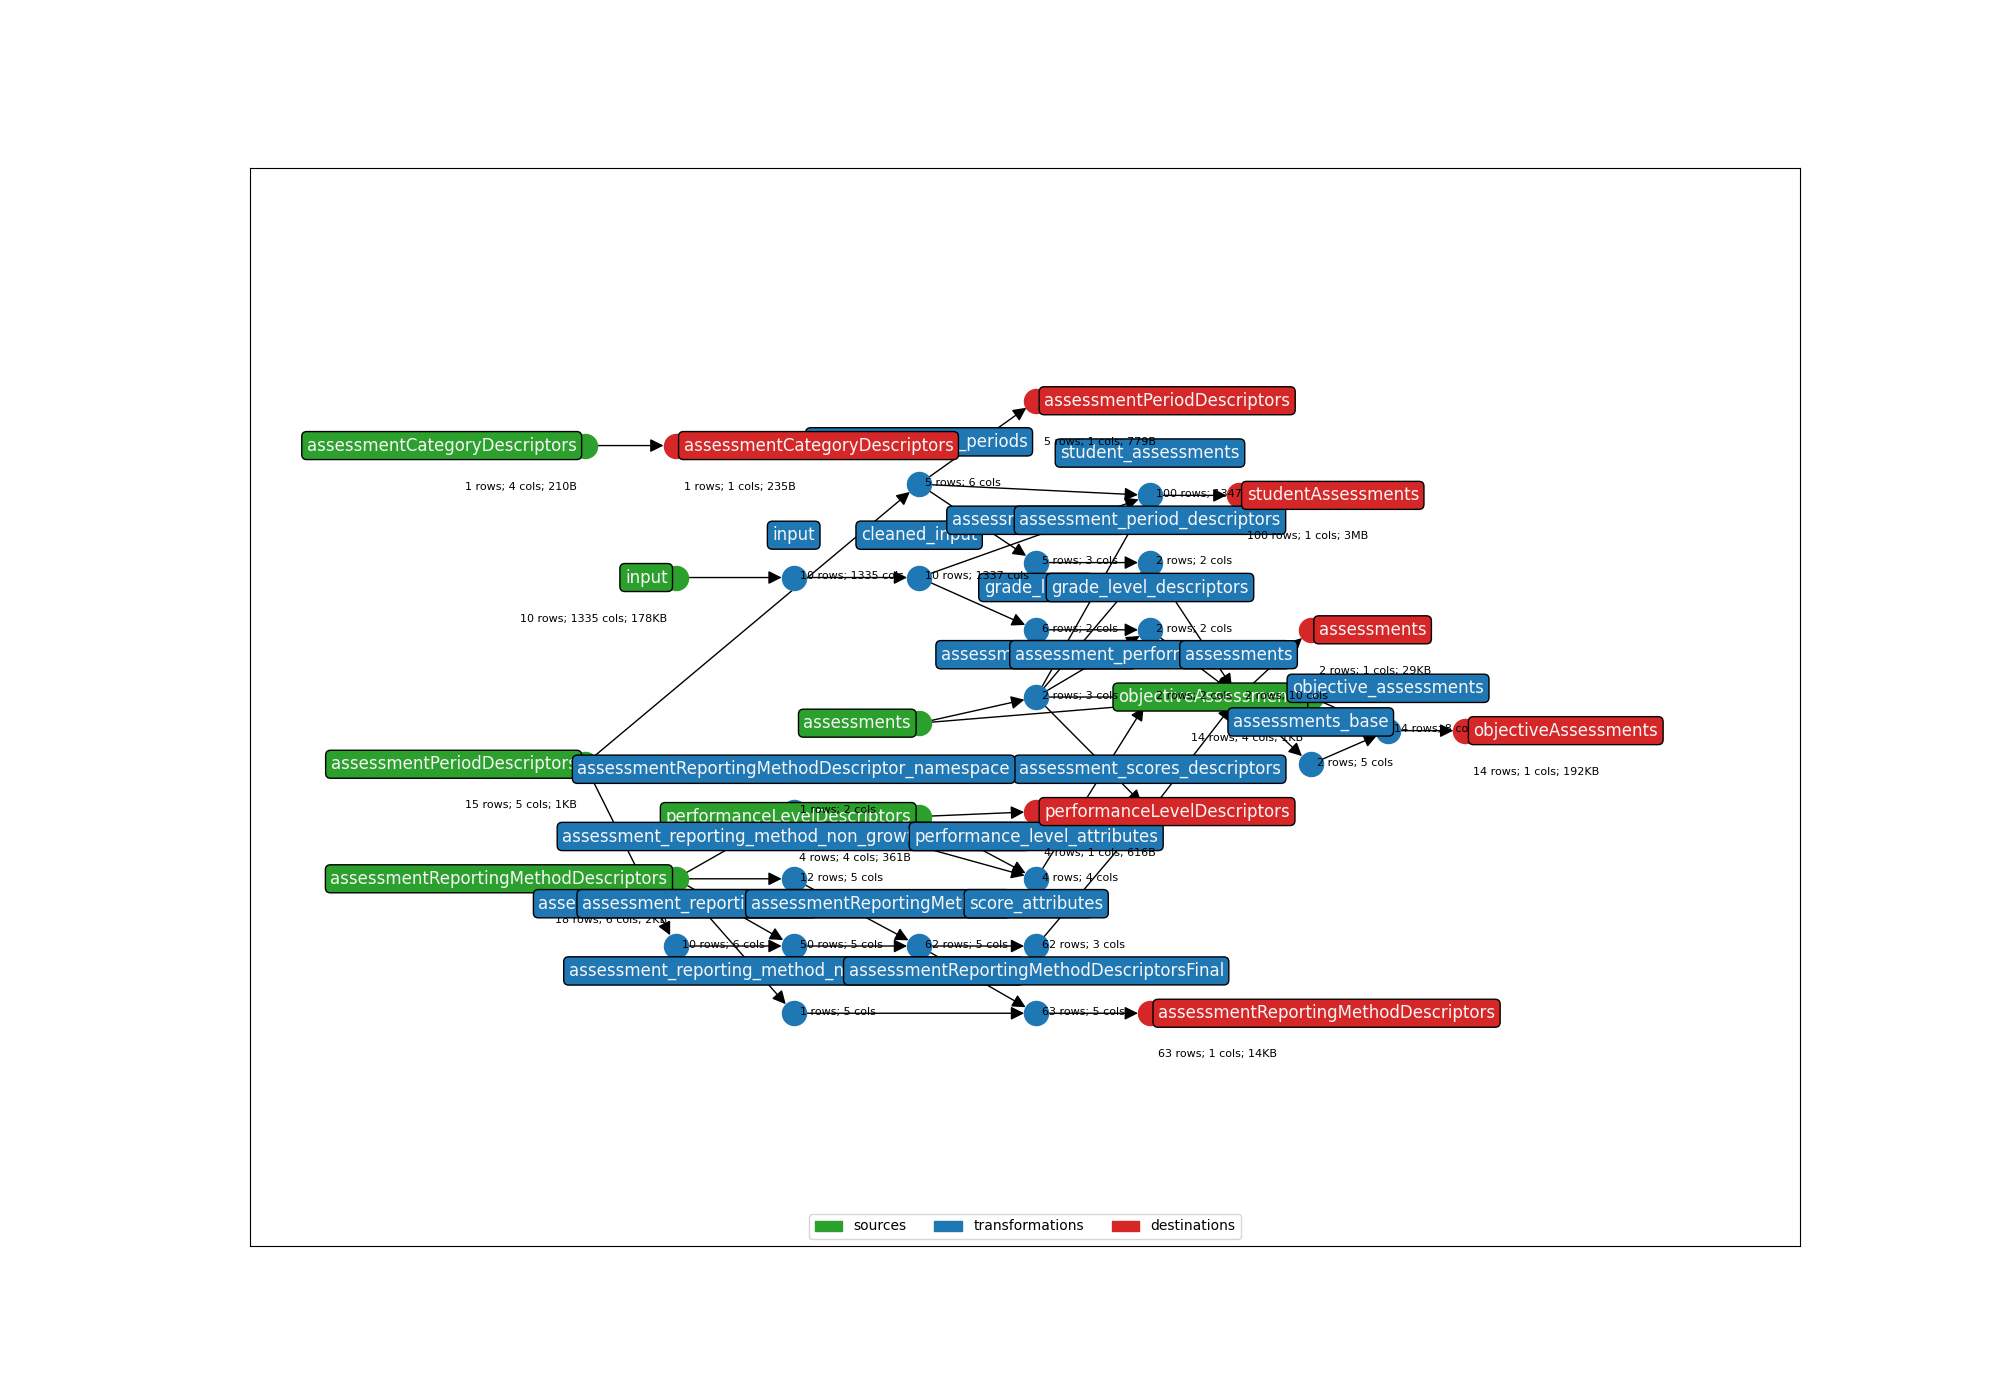 assessmentPeriodDescriptors
5 rows; 1 cols; 779B
assessmentCategoryDescriptors
1 rows; 4 cols; 210B
assessmentCategoryDescriptors
1 rows; 1 cols; 235B
_periods
5 rows; 6 cols
student_assessments
100 rows; 1347
studentAssessments
100 rows; 1 cols; 3MB
input
10 rows; 1335 cols; 178KB
input
10 rows; 1335 cols
cleaned_input
10 rows; 1337 cols
assessm
5 rows; 3 cols
assessment_period_descriptors
2 rows; 2 cols
grade_l
6 rows; 2 cols
grade_level_descriptors
2 rows; 2 cols
assessments
2 rows; 1 cols; 29KB
assessm
2 rows; 3 cols
assessment_perform
2 rows; 2 cols
assessments
2 rows; 10 cols
objectiveAssessments
14 rows; 4 cols; 1KB
objective_assessments
14 rows; 8 cols
objectiveAssessments
14 rows; 1 cols; 192KB
assessments
assessments_base
2 rows; 5 cols
assessmentPeriodDescriptors
15 rows; 5 cols; 1KB
assessmentReportingMethodDescriptor_namespace
1 rows; 2 cols
assessment_scores_descriptors
performanceLevelDescriptors
4 rows; 4 cols; 361B
performanceLevelDescriptors
4 rows; 1 cols; 616B
assessment_reporting_method_non_grow
12 rows; 5 cols
performance_level_attributes
4 rows; 4 cols
assessmentReportingMethodDescriptors
18 rows; 6 cols; 2KB
asse
10 rows; 6 cols
assessment_reporti
50 rows; 5 cols
assessmentReportingMet
62 rows; 5 cols
score_attributes
62 rows; 3 cols
assessment_reporting_method_n
1 rows; 5 cols
assessmentReportingMethodDescriptorsFinal
63 rows; 5 cols
assessmentReportingMethodDescriptors
63 rows; 1 cols; 14KB
sources
transformations
destinations